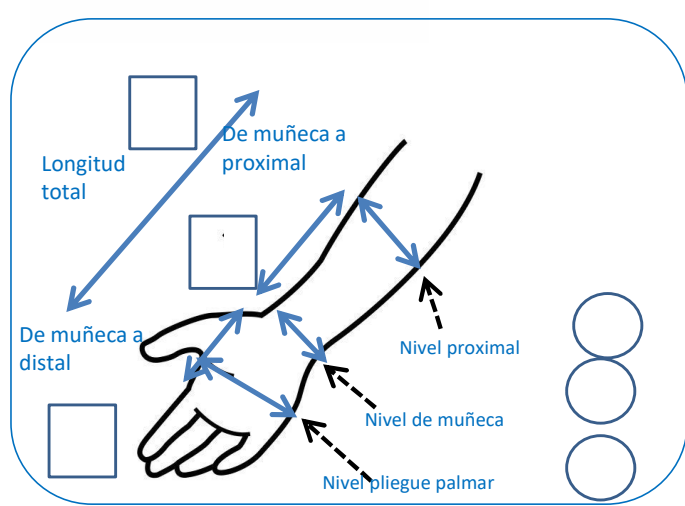 De muñeca a
proximal
Longitud
total
De muñeca a
distal
Nivel proximal
Nivel de muñeca
Nivel pliegue palmar